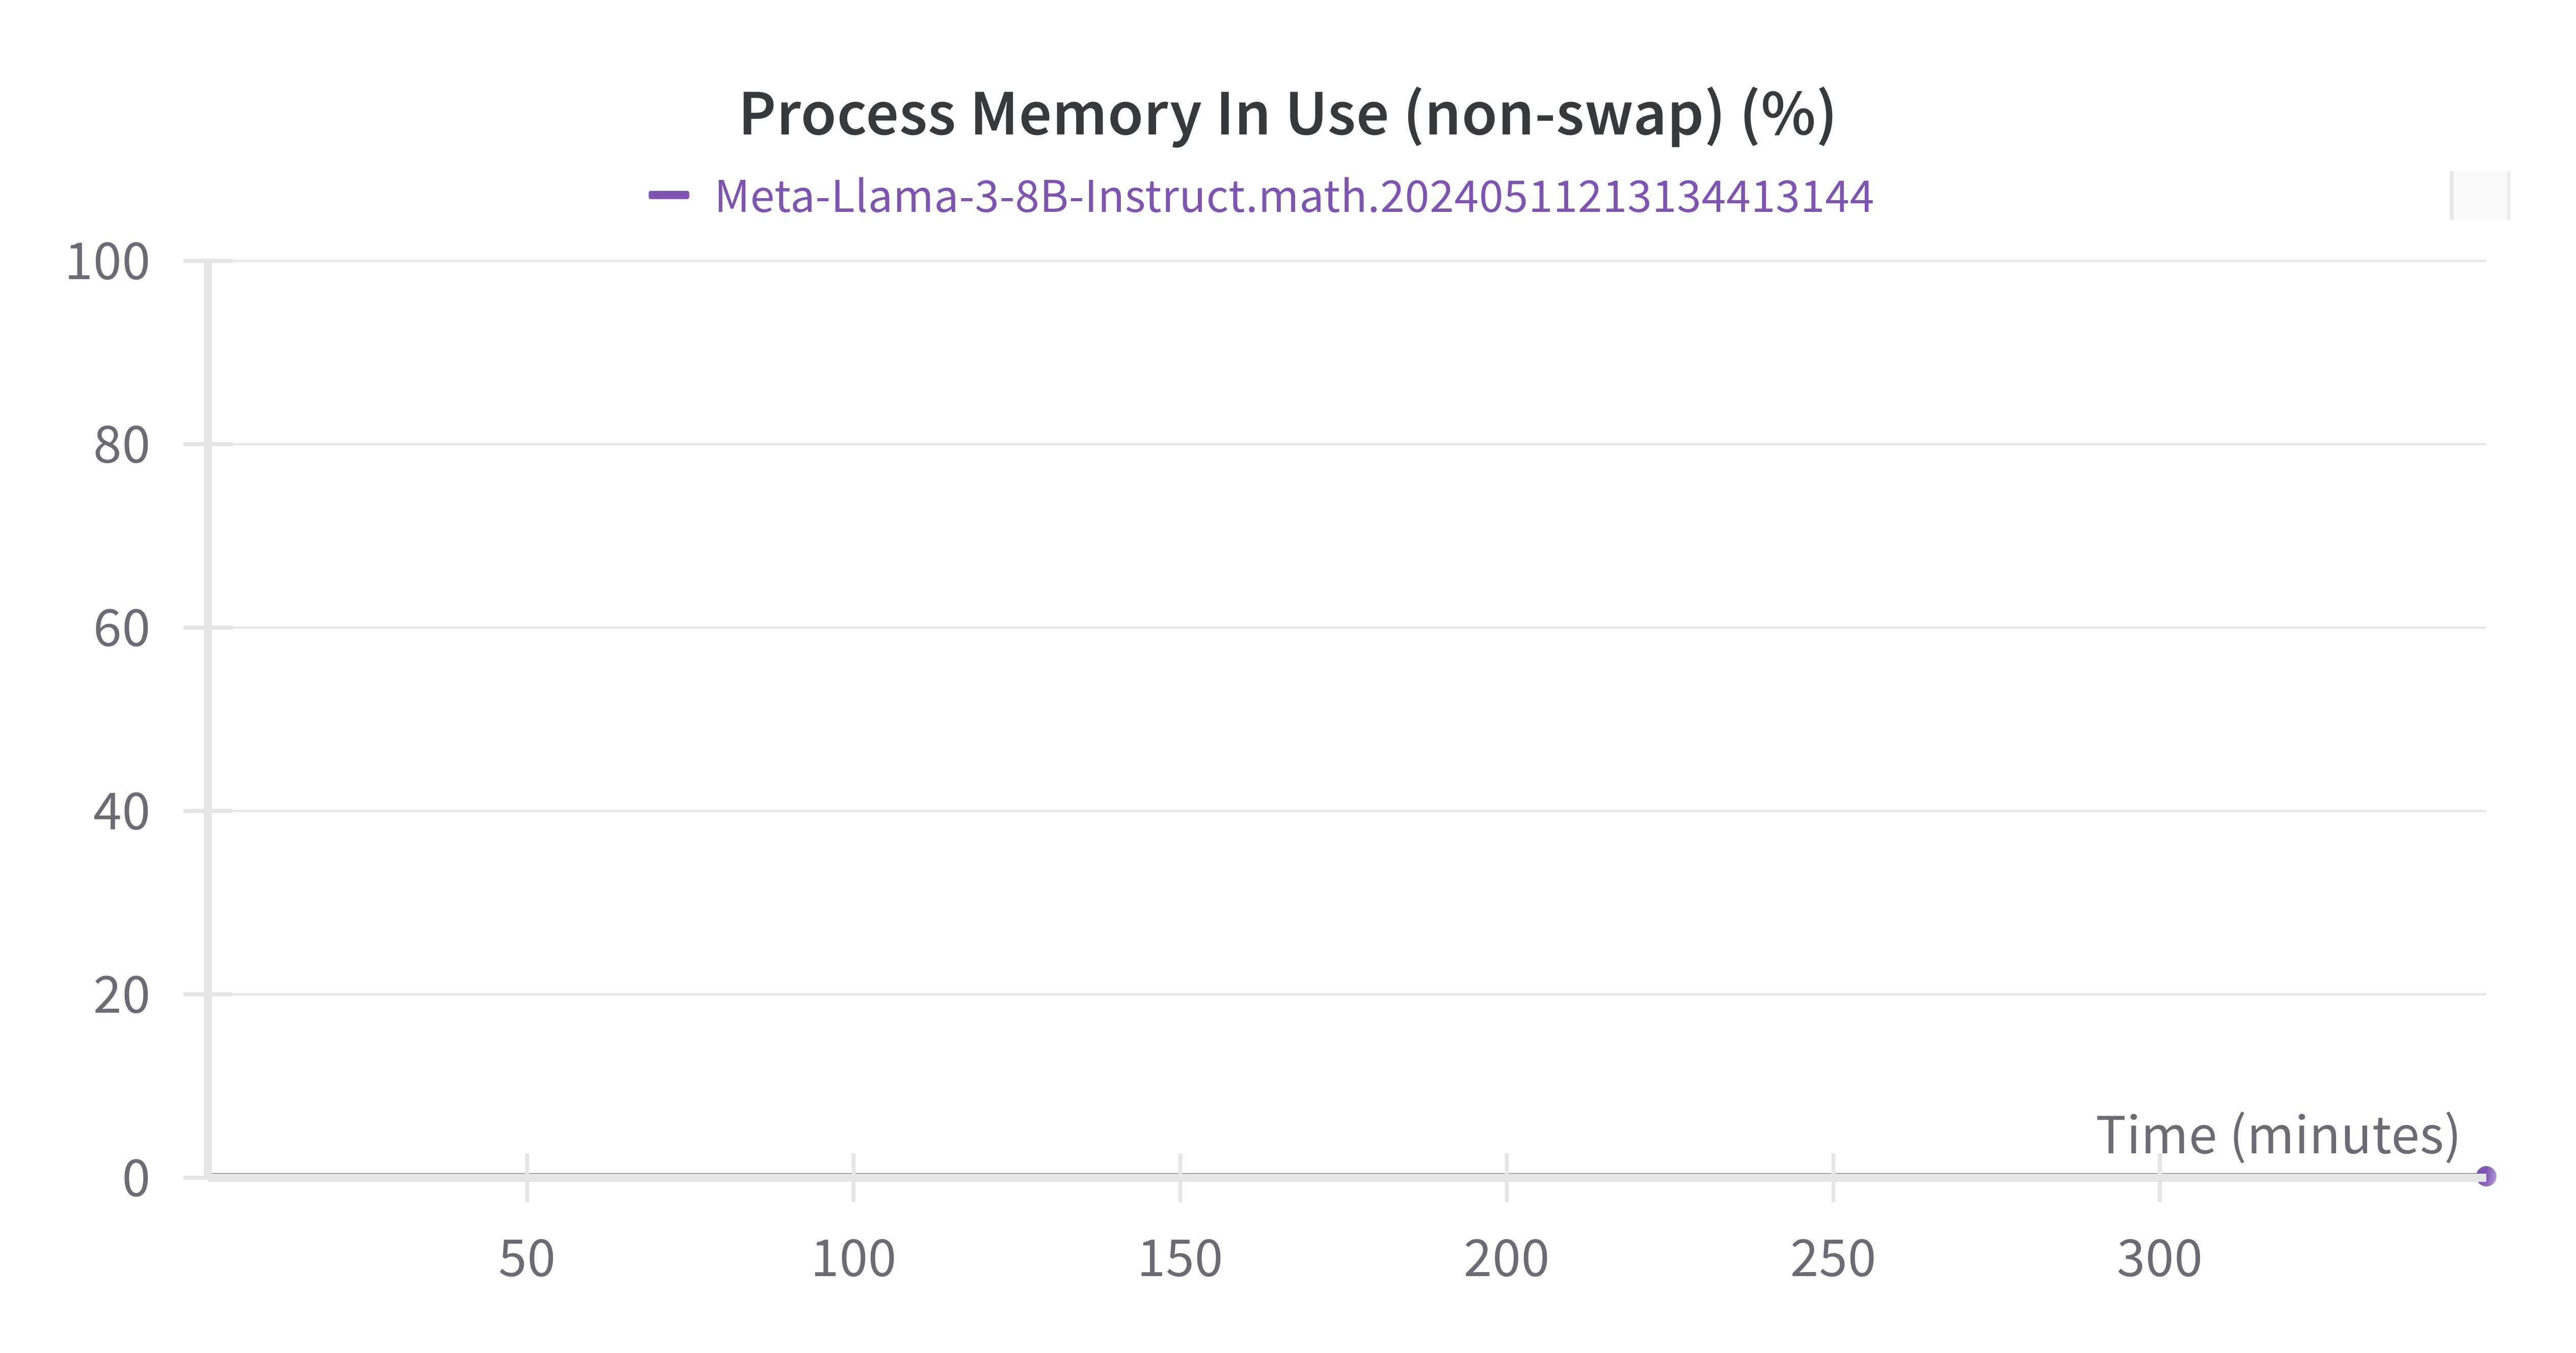 Process Memory In Use (non-swap) (%)
Meta-Llama-3-8B-Instruct.math.20240511213134413144
100
80
60
40
20
0
Time (minutes)
50 100 150 200 250 300